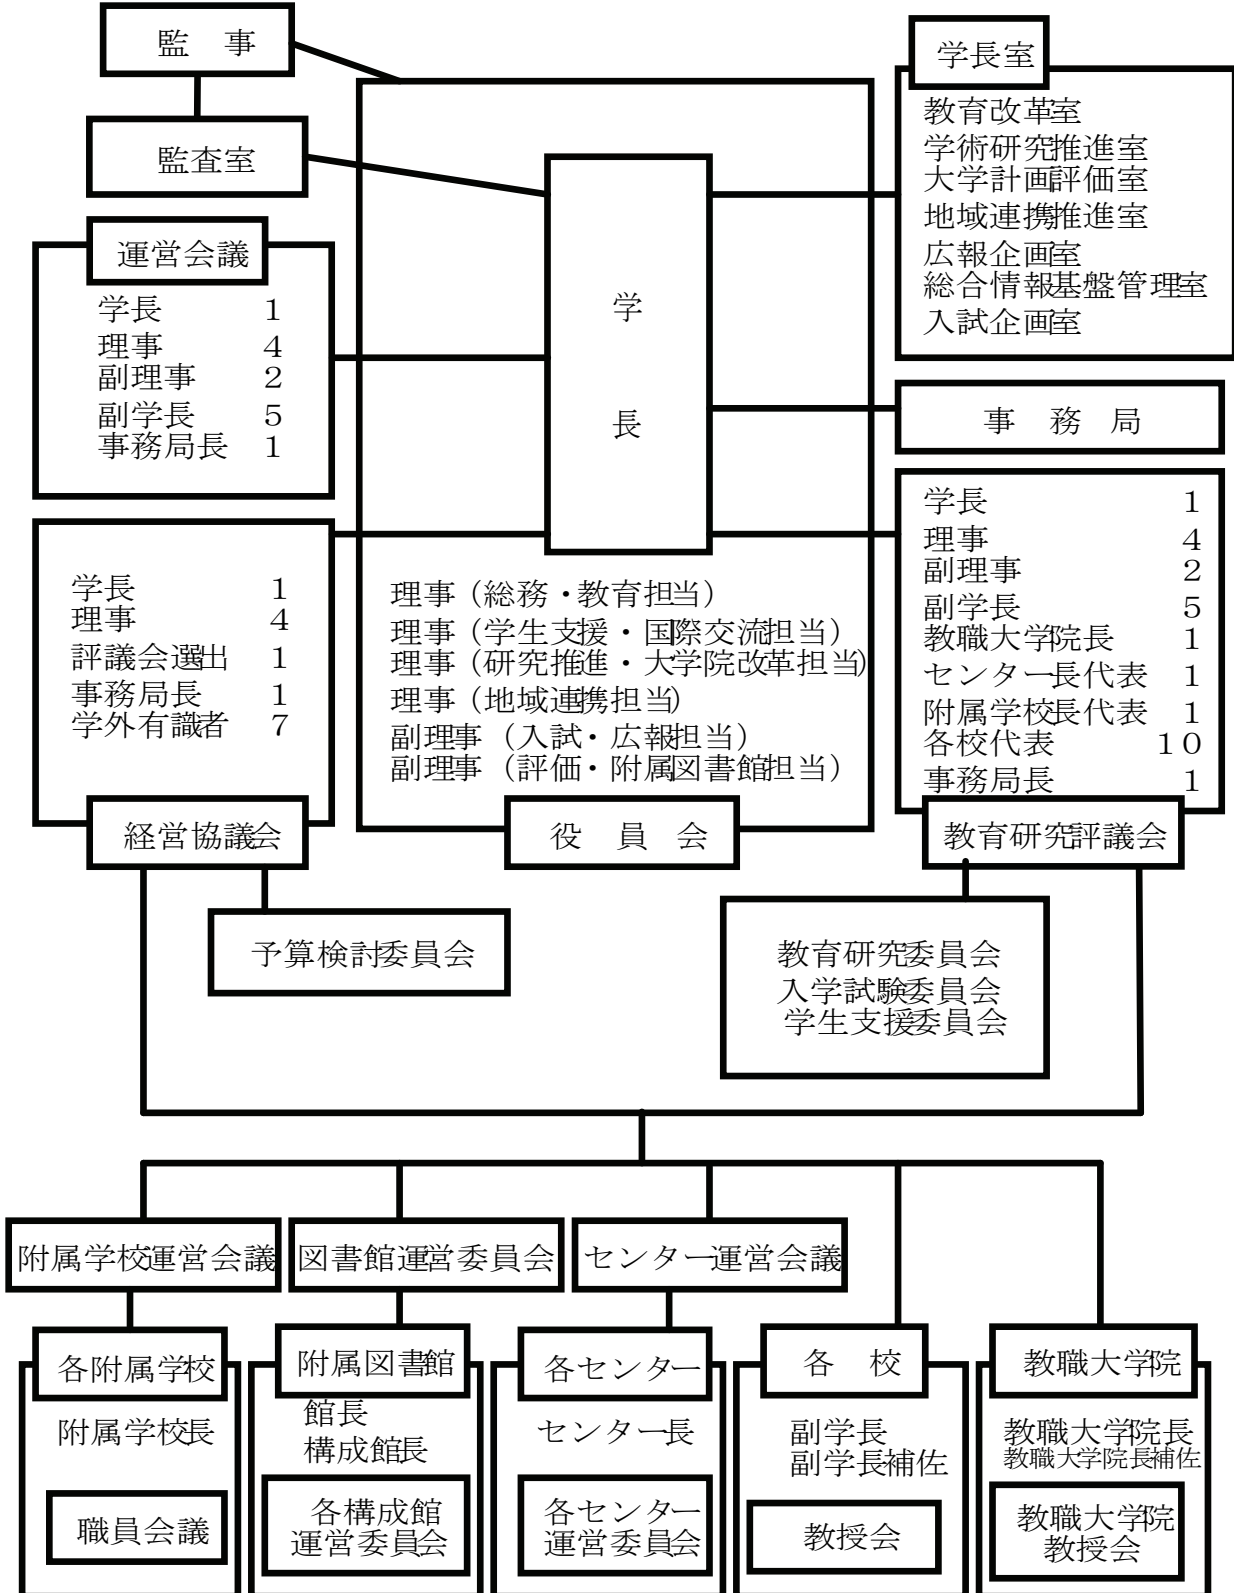 監　事
監査室
運営会議
学長　1
理事　4
副理事　2
副学長　5
事務局長　1
学長　1
理事　4
評議会選出　1
事務局長　1
学外有識者　7
経営協議会
予算検討委員会
学
長
理事（総務・教育担当）
理事（学生支援・国際交流担当）
理事（研究推進・大学院改革担当）
理事（地域連携担当）
副理事（入試・広報担当）
副理事（評価・附属図書館担当）
役　員　会
学長室
教育改革室
学術研究推進室
大学計画評価室
地域連携推進室
広報企画室
総合情報基盤管理室
入試企画室
事　務　局
学長　1
理事　4
副理事　2
副学長　5
教職大学院長　1
センター長代表　1
附属学校長代表　1
各校代表　10
事務局長　1
教育研究評議会
教育研究委員会
入学試験委員会
学生支援委員会
附属学校運営会議
図書館運営委員会
センター運営会議
各附属学校
附属学校長
職員会議
附属図書館
館長
構成館長
各構成館
運営委員会
各センター
センター長
各センター
運営委員会
各　校
副学長
副学長補佐
教授会
教職大学院
教職大学院長
教職大学院長補佐
教職大学院
教授会